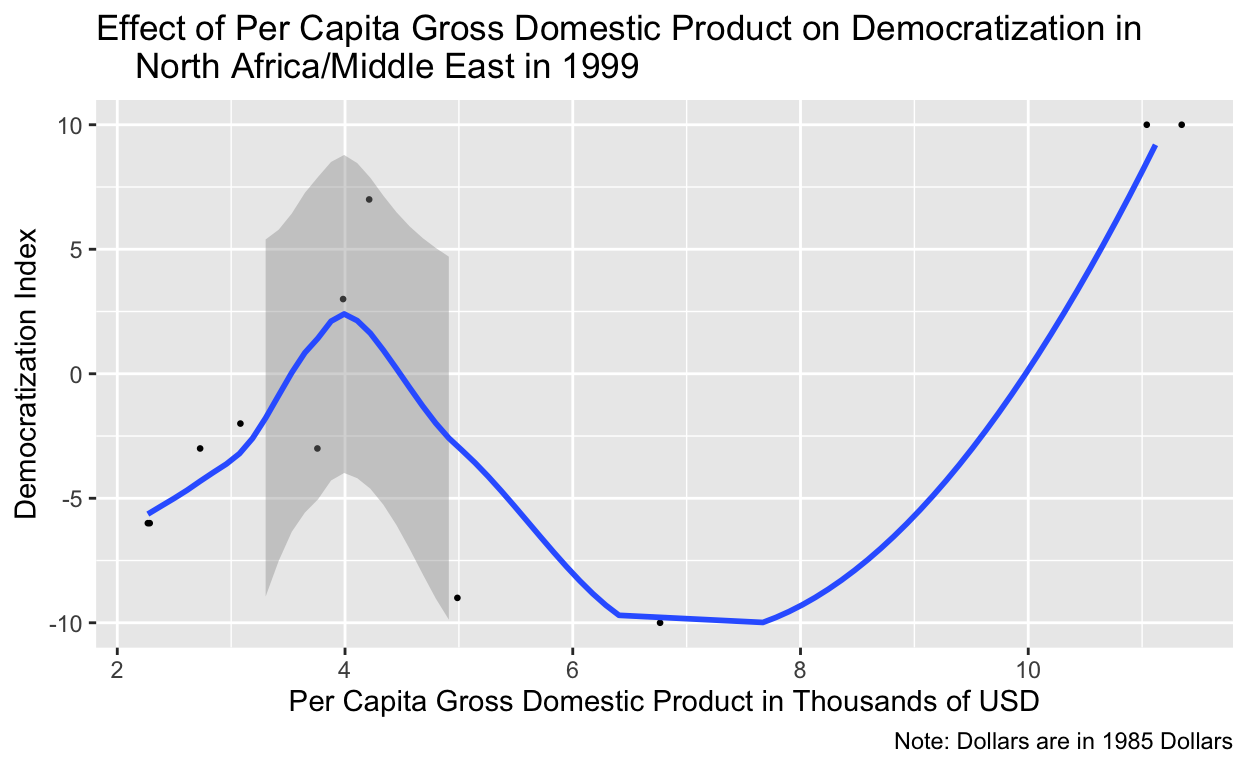 Effect of Per Capita Gross Domestic Product on Democratization in
North Africa/Middle East in 1999
Democratization Index
10
5
0
-5
-10
2 4 6 8 10
Per Capita Gross Domestic Product in Thousands of USD
Note: Dollars are in 1985 Dollars